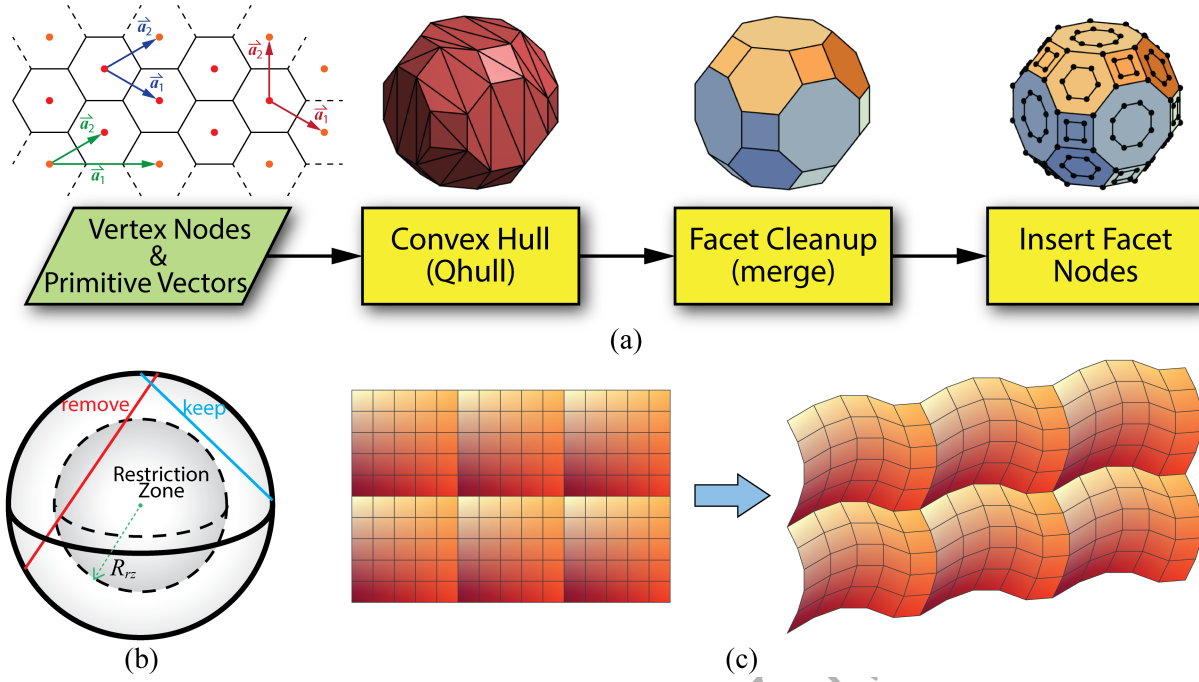 a₂
a₁
a₂
a₁
a₂
a₁
Vertex Nodes
&
Primitive Vectors
Convex Hull
(Qhull)
Facet Cleanup
(merge)
Insert Facet
Nodes
(a)
remove
keep
Restriction
Zone
Rrz
(b)
(c)